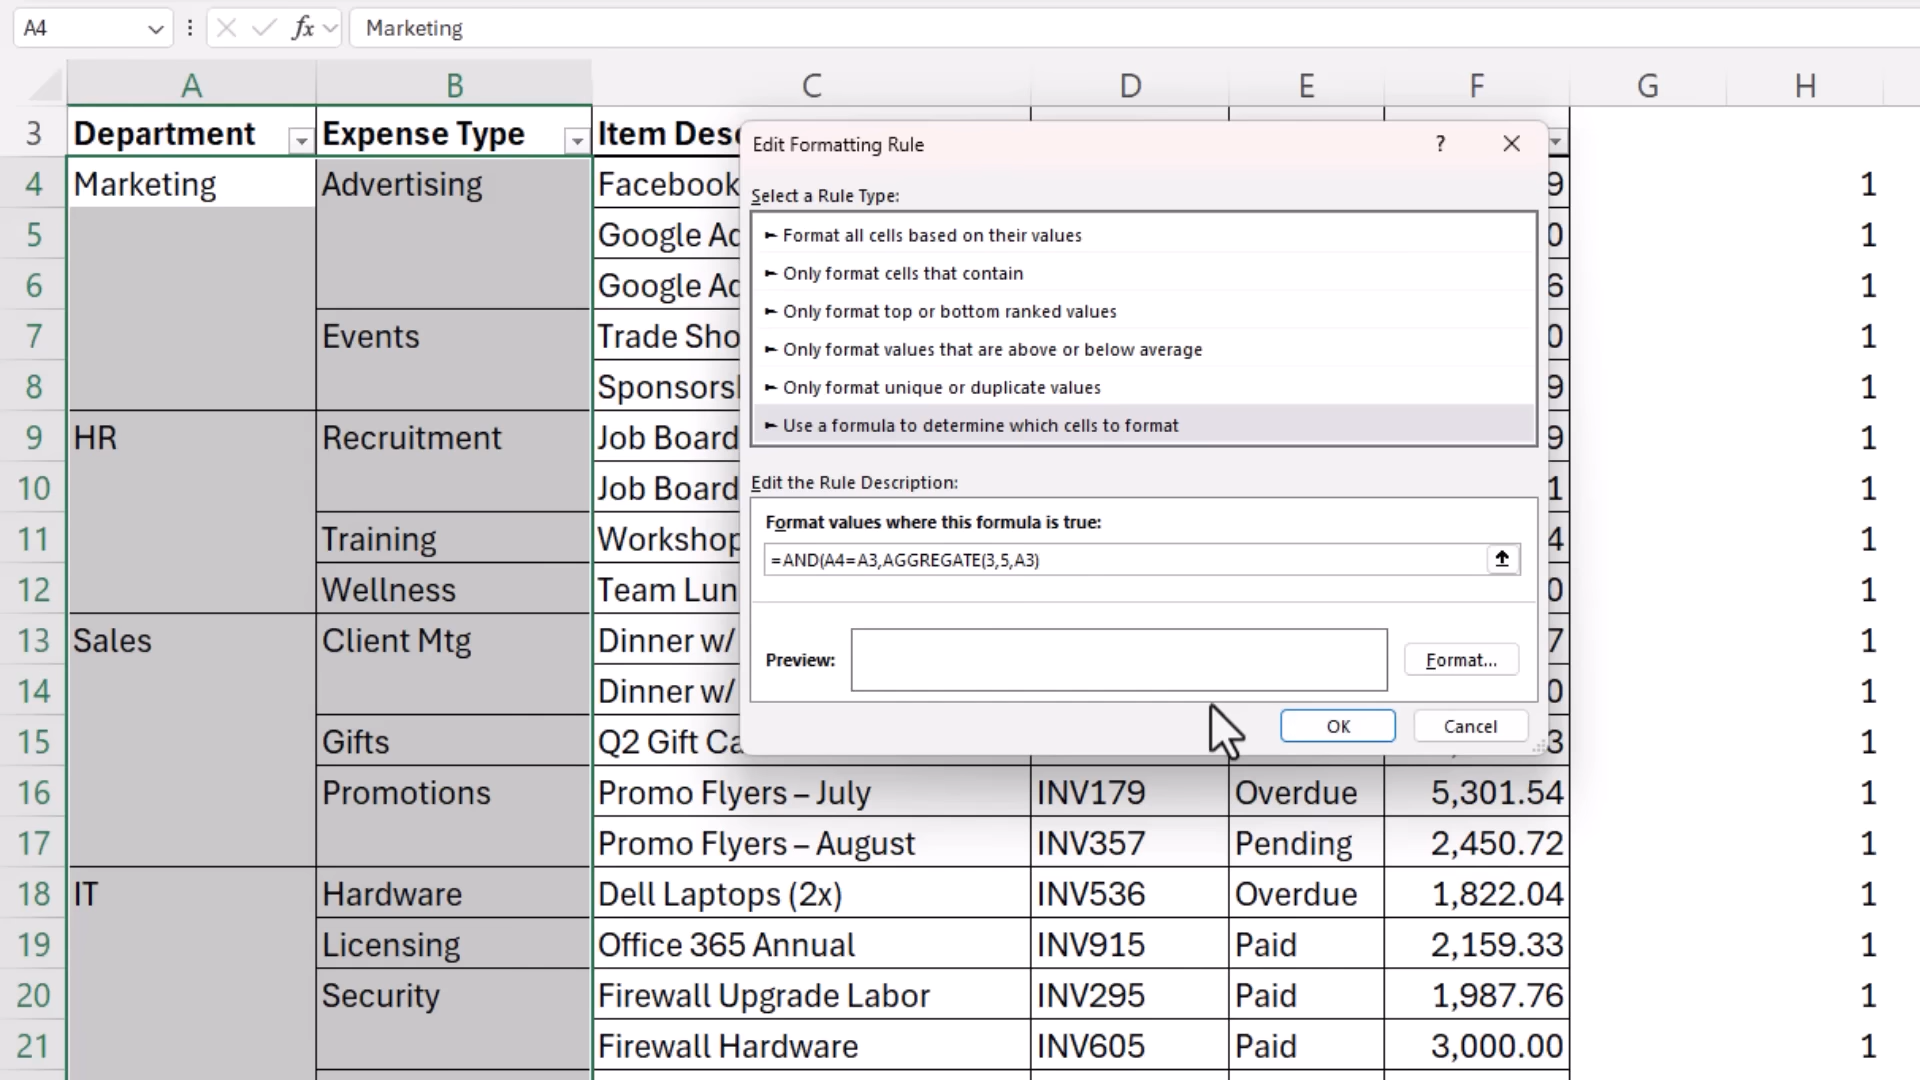 A4 fx Marketing
A B C D E F G H
3 Department Expense Type Item Desc
Edit Formatting Rule ?
Select a Rule Type:
► Format all cells based on their values
► Only format cells that contain
► Only format top or bottom ranked values
► Only format values that are above or below average
► Only format unique or duplicate values
► Use a formula to determine which cells to format
Edit the Rule Description:
Format values where this formula is true:
=AND(A4=A3,AGGREGATE(3,5,A3)
Preview: Format...
OK Cancel
4 Marketing Advertising Facebook 9 1
5 Google Ad 0 1
6 Google Ad 6 1
7 Events Trade Sho 0 1
8 Sponsors 9 1
9 HR Recruitment Job Board 9 1
10 Job Board 1 1
11 Training Workshop 4 1
12 Wellness Team Lun 0 1
13 Sales Client Mtg Dinner w/ 7 1
14 Dinner w/ 0 1
15 Gifts Q2 Gift Ca 3 1
16 Promotions Promo Flyers – July INV179 Overdue 5,301.54 1
17 Promo Flyers – August INV357 Pending 2,450.72 1
18 IT Hardware Dell Laptops (2x) INV536 Overdue 1,822.04 1
19 Licensing Office 365 Annual INV915 Paid 2,159.33 1
20 Security Firewall Upgrade Labor INV295 Paid 1,987.76 1
21 Firewall Hardware INV605 Paid 3,000.00 1